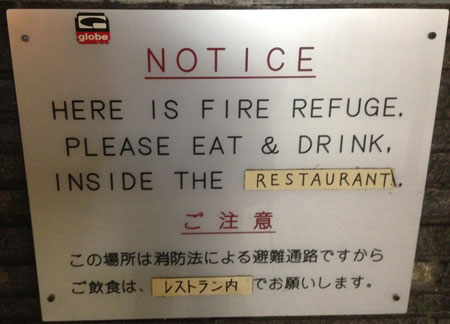 globe
NOTICE
HERE IS FIRE REFUGE.
PLEASE EAT & DRINK,
INSIDE THE RESTAURANT.
ご注意
この場所は消防法による避難通路ですから
ご飲食は、レストラン内でお願いします。